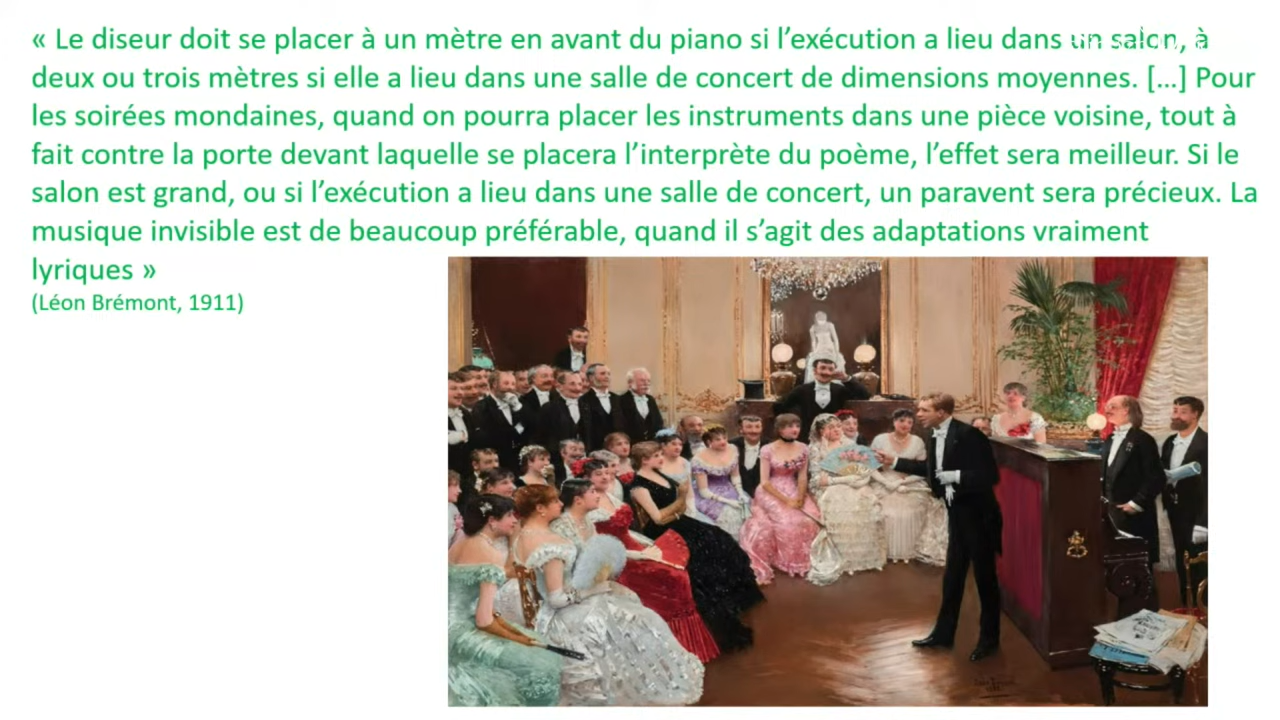 « Le diseur doit se placer à un mètre en avant du piano si l’exécution a lieu dans un salon, à
deux ou trois mètres si elle a lieu dans une salle de concert de dimensions moyennes. […] Pour
les soirées mondaines, quand on pourra placer les instruments dans une pièce voisine, tout à
fait contre la porte devant laquelle se placera l’interprète du poème, l’effet sera meilleur. Si le
salon est grand, ou si l’exécution a lieu dans une salle de concert, un paravent sera précieux. La
musique invisible est de beaucoup préférable, quand il s’agit des adaptations vraiment
lyriques »
(Léon Brémont, 1911)